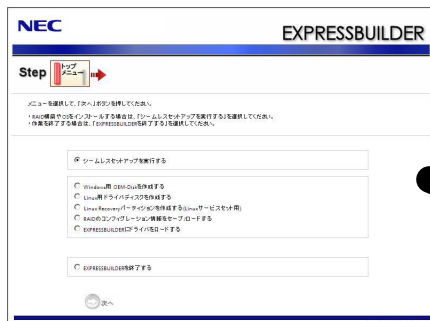 NEC
EXPRESSBUILDER
Step トップメニュー
メニューを選択して、「次へ」ボタンを押してください。
・RAID構築やOSをインストールする場合は、「シームレスセットアップを実行する」を選択してください。
・作業を終了する場合は、「EXPRESSBUILDERを終了する」を選択してください。
シームレスセットアップを実行する
Windows用 OEM-Diskを作成する
Linux用ドライバディスクを作成する
Linux Recoveryパーティションを作成する(Linuxサービスセット用)
RAIDのコンフィグレーション情報をセーブ/ロードする
EXPRESSBUILDERにドライバをロードする
EXPRESSBUILDERを終了する
次へ